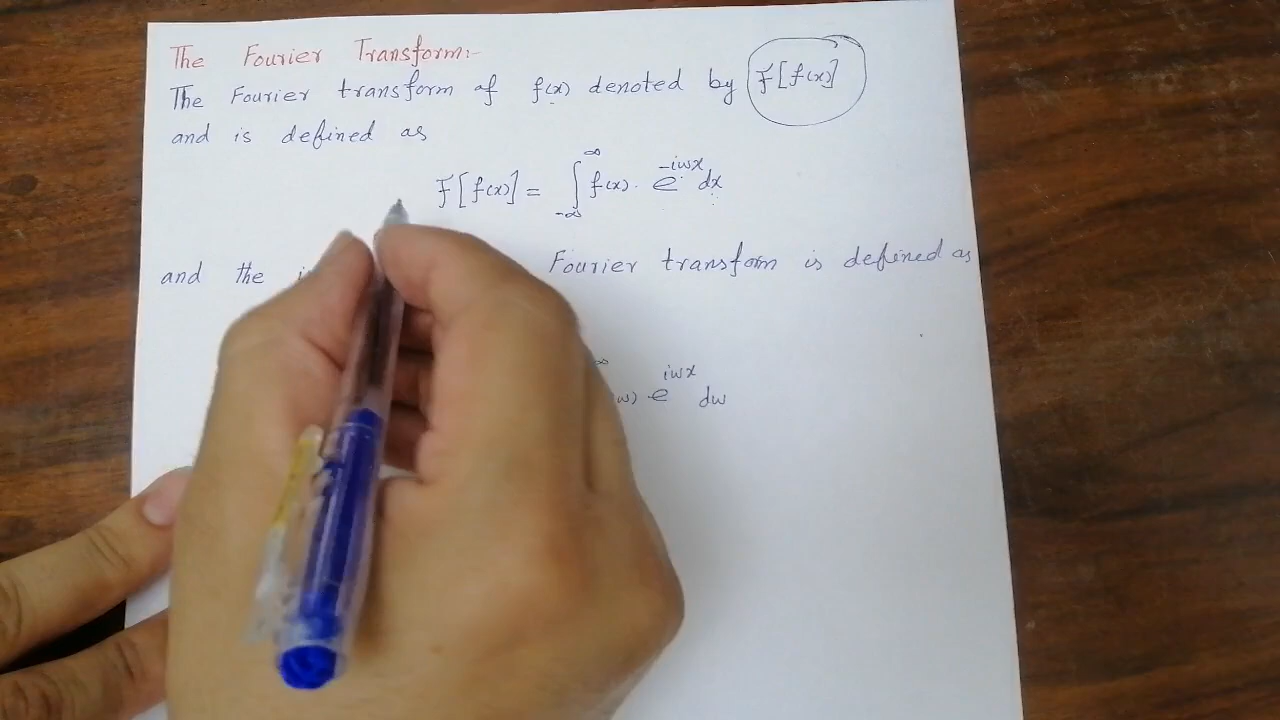 The Fourier Transform:-
The Fourier transform of f(x) denoted by F[f(x)]
and is defined as
F[f(x)] = ∫_{-∞}^{∞} f(x). e^{-iwx} dx
and the Fourier transform is defined as
∞ w) e^{iwx} dw